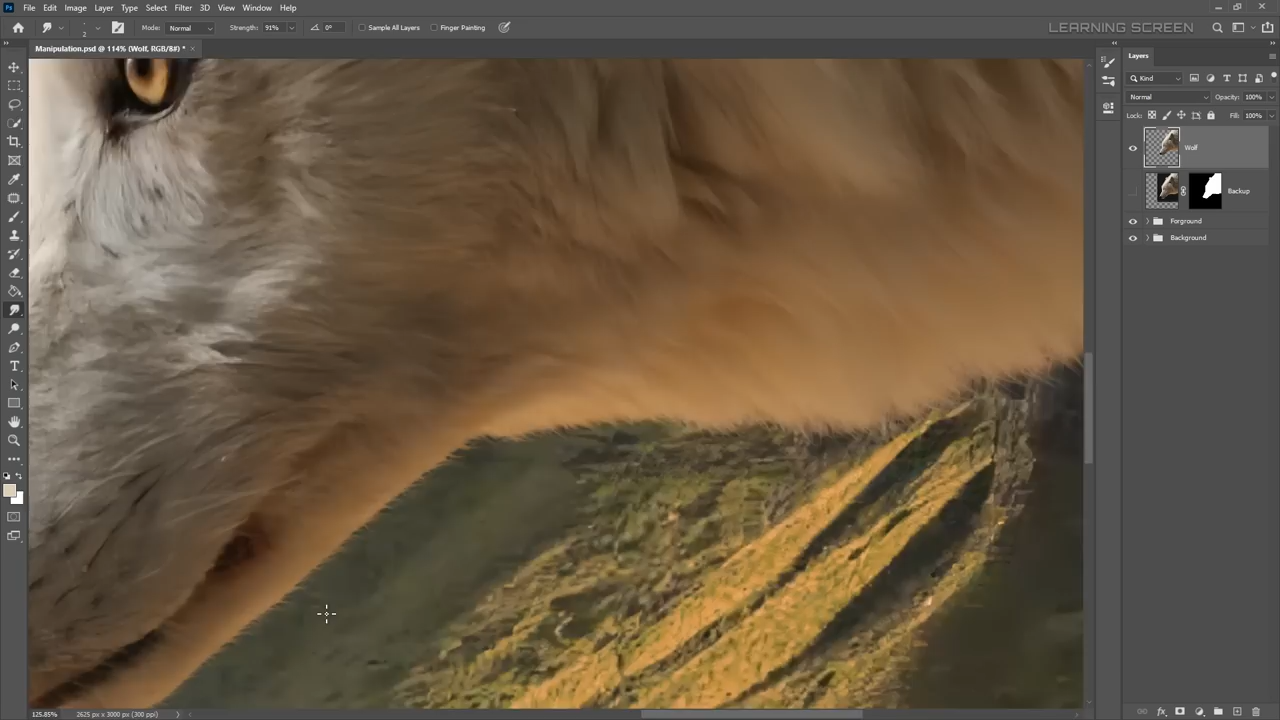 Ps File Edit Image Layer Type Select Filter 3D View Window Help
2 Mode: Normal Strength: 91% 0° Sample All Layers Finger Painting LEARNING SCREEN
Manipulation.psd @ 114% (Wolf, RGB/8#) * ×
Layers
Kind
Normal Opacity: 100%
Lock: Fill: 100%
Wolf
Backup
Forground
Background
125.85% 2625 px x 3000 px (300 ppi)